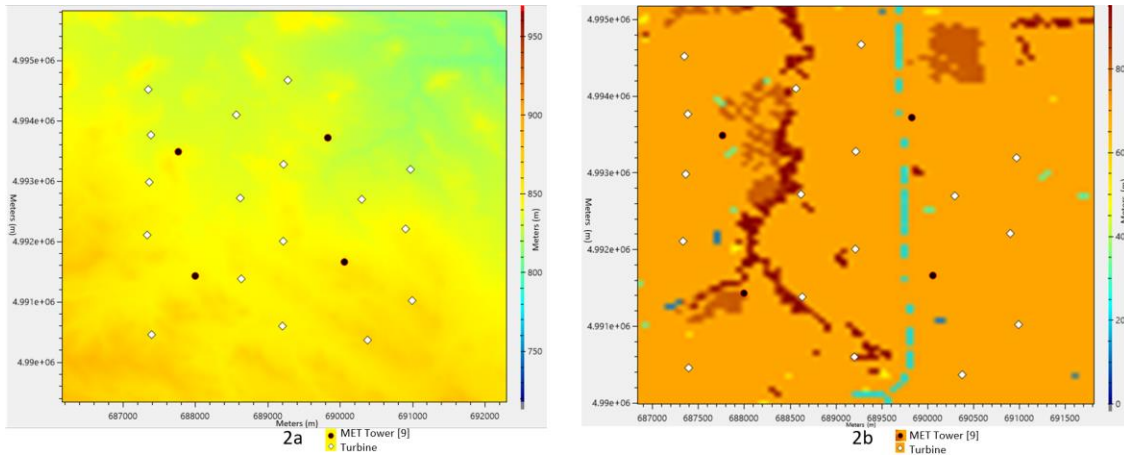 4.995e+06
4.994e+06
4.993e+06
4.992e+06
4.991e+06
4.99e+06
Meters (m)
687000 688000 689000 690000 691000 692000
Meters (m)
950
900
850
800
750
Meters (m)
2a
MET Tower [9]
Turbine
4.995e+06
4.994e+06
4.993e+06
4.992e+06
4.991e+06
4.99e+06
Meters (m)
687000 687500 688000 688500 689000 689500 690000 690500 691000 691500
Meters (m)
80
60
40
20
0
Meters (m)
2b
MET Tower [9]
Turbine